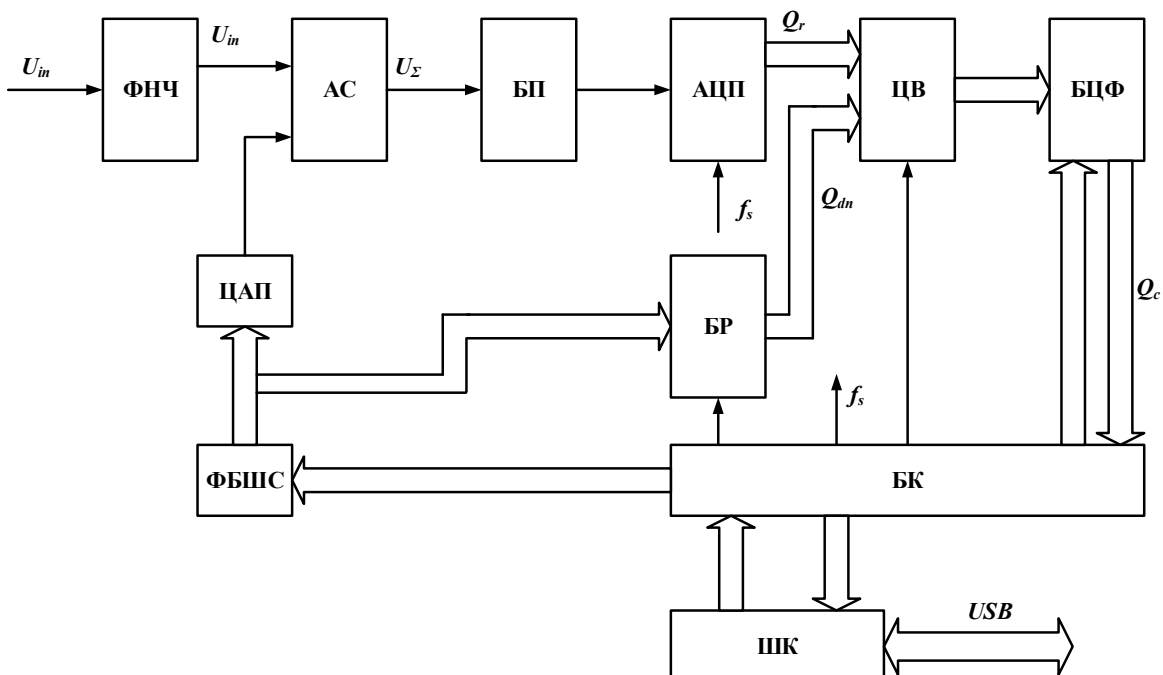 U_in
ФНЧ
U_in
АС
U_Σ
БП
АЦП
Q_r
ЦВ
БЦФ
f_s
Q_dn
ЦАП
БР
Q_c
f_s
ФБШС
БК
ШК
USB